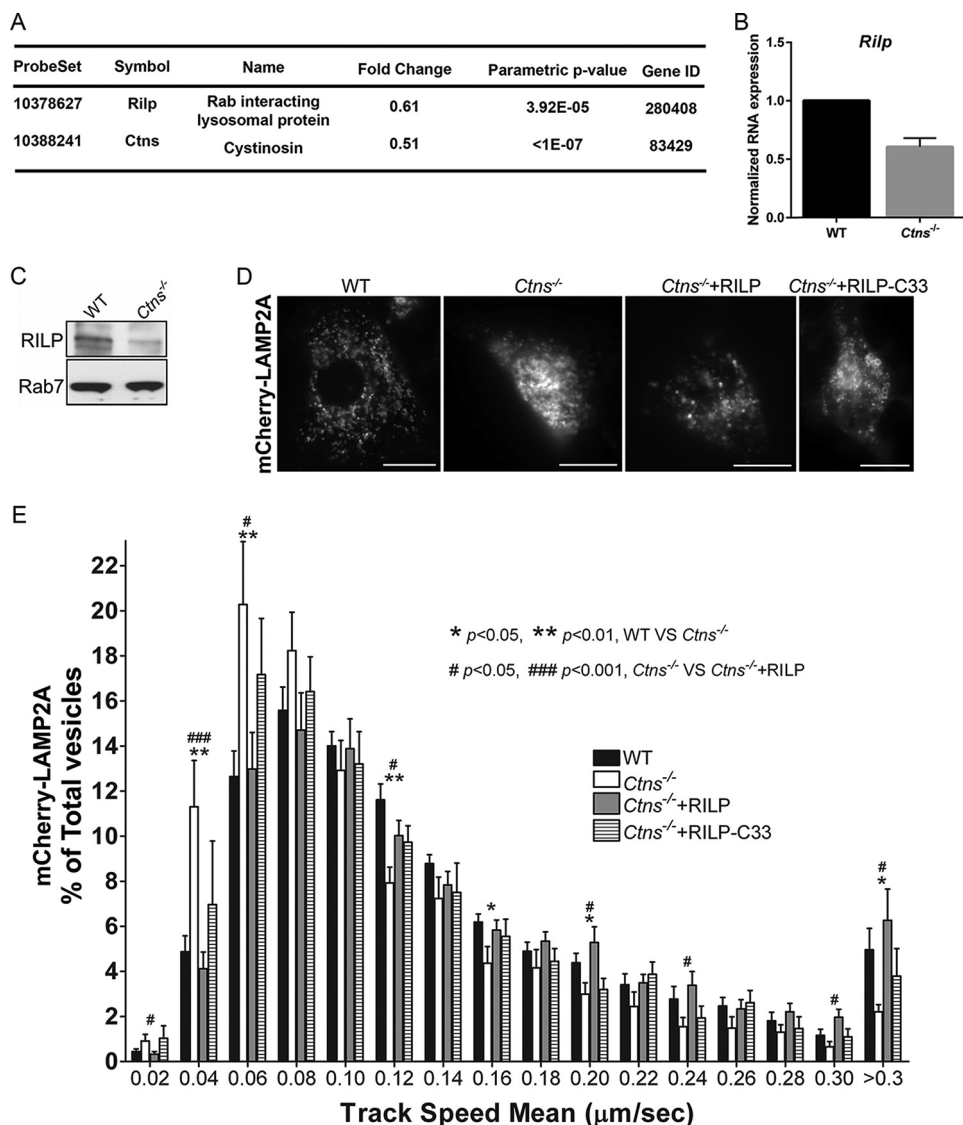 A
ProbeSet Symbol Name Fold Change Parametric p-value Gene ID
10378627 Rilp Rab interacting lysosomal protein 0.61 3.92E-05 280408
10388241 Ctns Cystinosin 0.51 <1E-07 83429
B
Rilp
Normalized RNA expression
1.5
1.0
0.5
0.0
WT Ctns-/-
C
WT Ctns-/-
RILP
Rab7
D
WT Ctns-/- Ctns-/-+RILP Ctns-/-+RILP-C33
mCherry-LAMP2A
E
mCherry-LAMP2A
% of Total vesicles
22
20
18
16
14
12
10
8
6
4
2
0
#
###
**
#
**
#
**
*
#
*
#
#
#
*
* p<0.05, ** p<0.01, WT VS Ctns-/-
# p<0.05, ### p<0.001, Ctns-/- VS Ctns-/-+RILP
WT
Ctns-/-
Ctns-/-+RILP
Ctns-/-+RILP-C33
0.02 0.04 0.06 0.08 0.10 0.12 0.14 0.16 0.18 0.20 0.22 0.24 0.26 0.28 0.30 >0.3
Track Speed Mean (μm/sec)